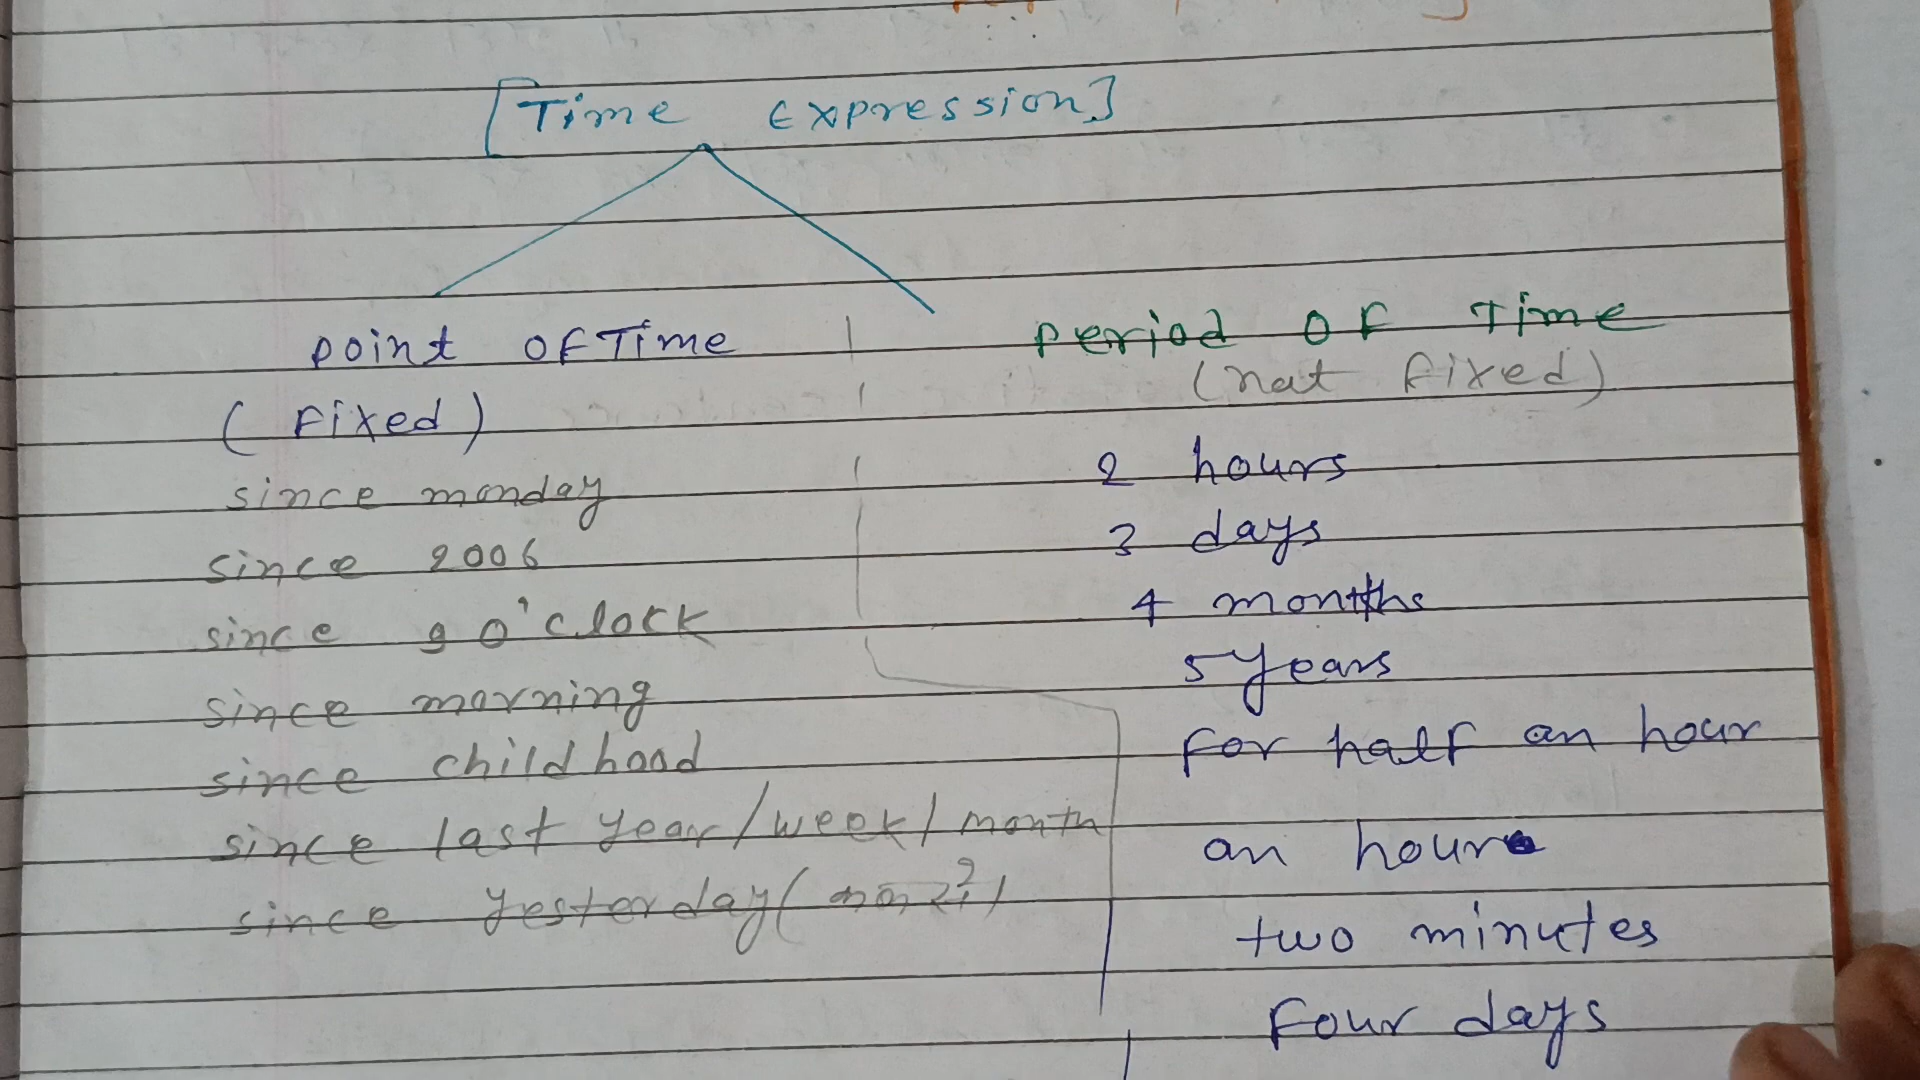 [Time Expression]
point of Time
(Fixed)
since monday
since 2006
since 9 o'clock
since morning
since childhood
since last year/week/month
since yesterday
Period of Time
(not fixed)
2 hours
3 days
4 months
5 years
for half an hour
an hour
two minutes
four days